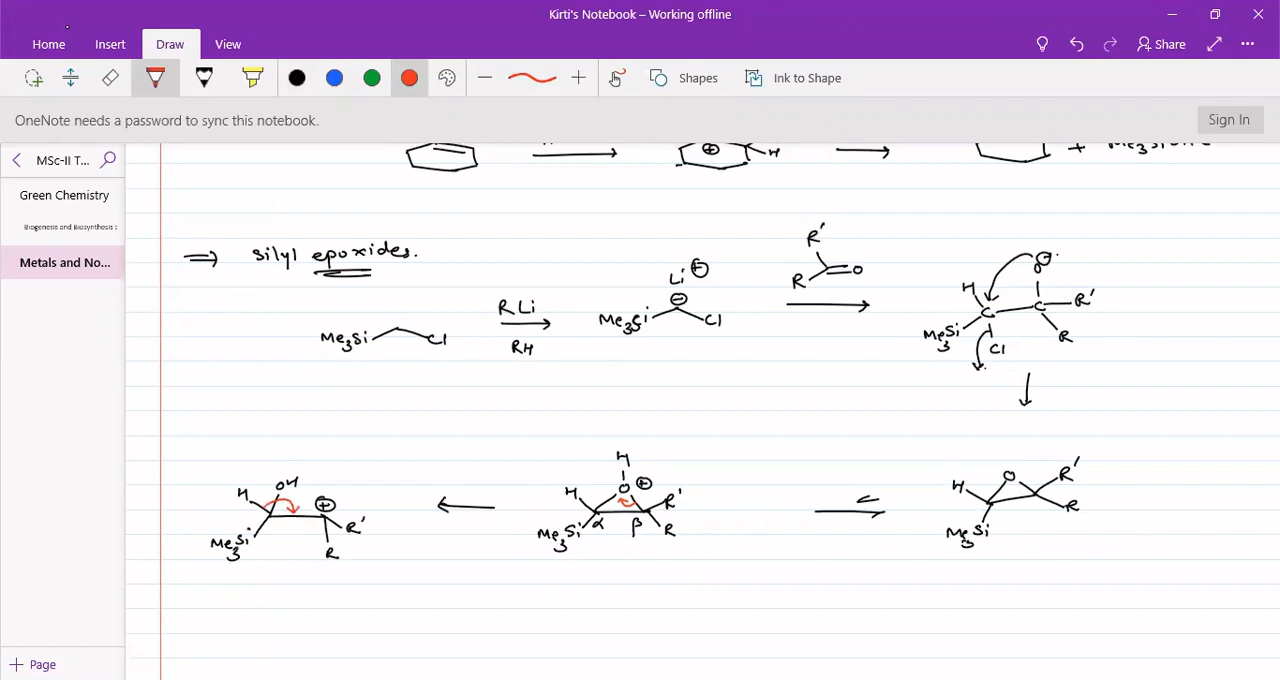 Kirti's Notebook – Working offline
Home Insert Draw View Share
Shapes Ink to Shape
OneNote needs a password to sync this notebook. Sign In
MSc-II T...
Green Chemistry
Biogenesis and Biosynthesis
Metals and No...
Page
⊕ H + Me3SiOH
⇒ Silyl epoxides.
Me3Si Cl
RLi
RH
Li ⊕
⊖
Me3Si Cl
R'
R =O
O⊖
H C C R'
Me3Si Cl R
O
H R'
Me3Si R
H
O ⊕
H R'
Me3Si α β R
OH
H ⊕
Me3Si R'
R